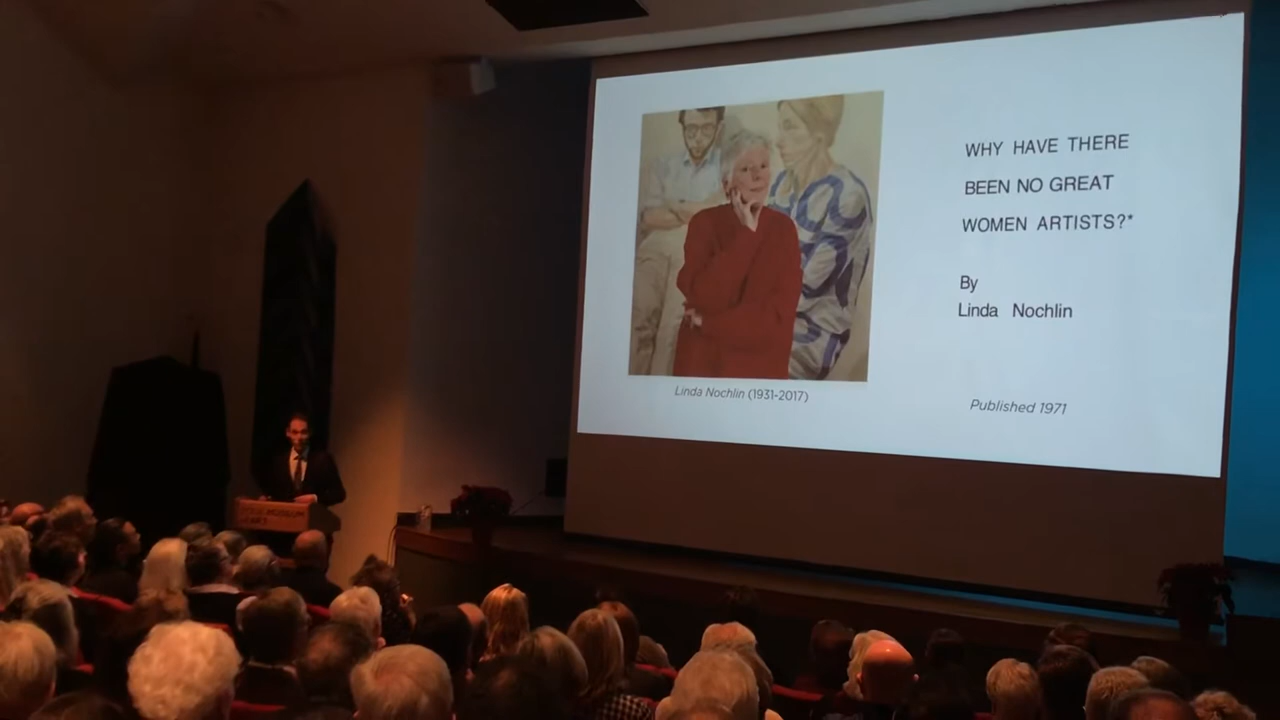 WHY HAVE THERE
BEEN NO GREAT
WOMEN ARTISTS?*
By
Linda Nochlin
Linda Nochlin (1931-2017)
Published 1971